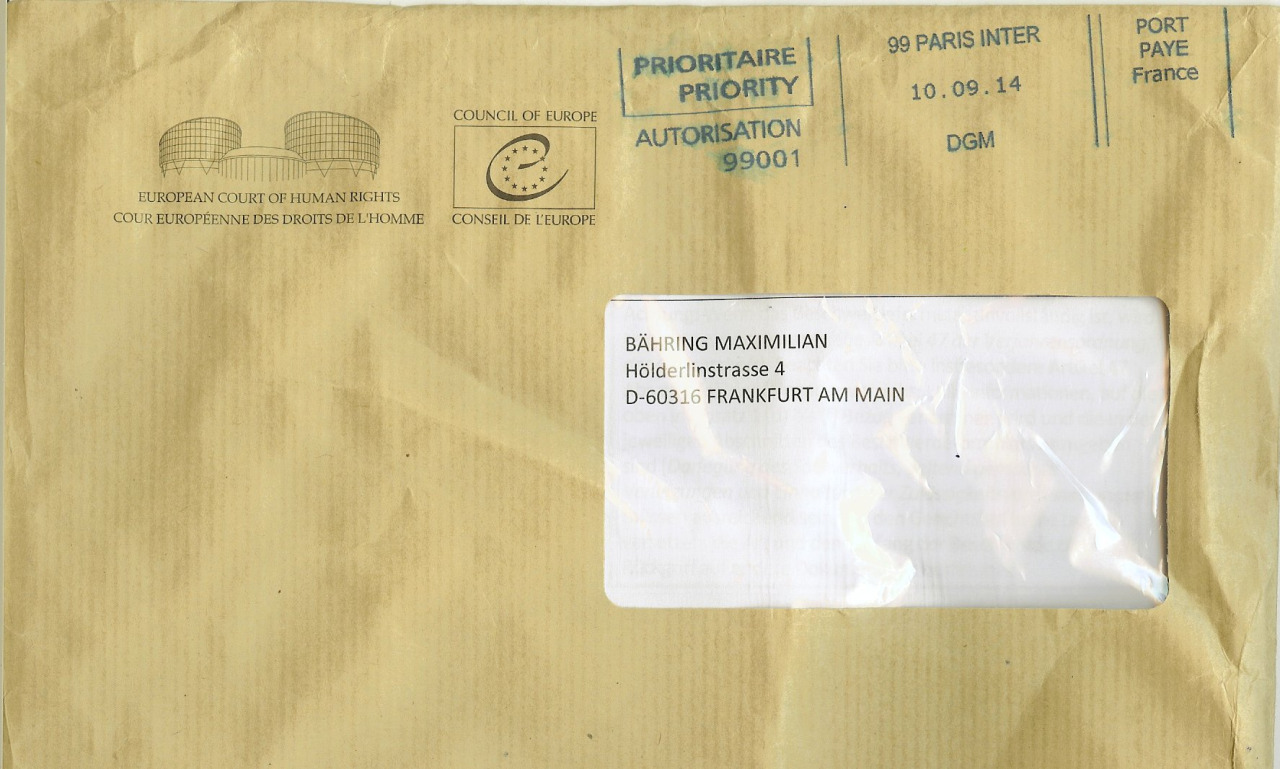 PRIORITAIRE
PRIORITY
AUTORISATION
99001
99 PARIS INTER
10.09.14
DGM
PORT
PAYE
France
EUROPEAN COURT OF HUMAN RIGHTS
COUR EUROPÉENNE DES DROITS DE L'HOMME
COUNCIL OF EUROPE
CONSEIL DE L'EUROPE
BÄHRING MAXIMILIAN
Hölderlinstrasse 4
D-60316 FRANKFURT AM MAIN